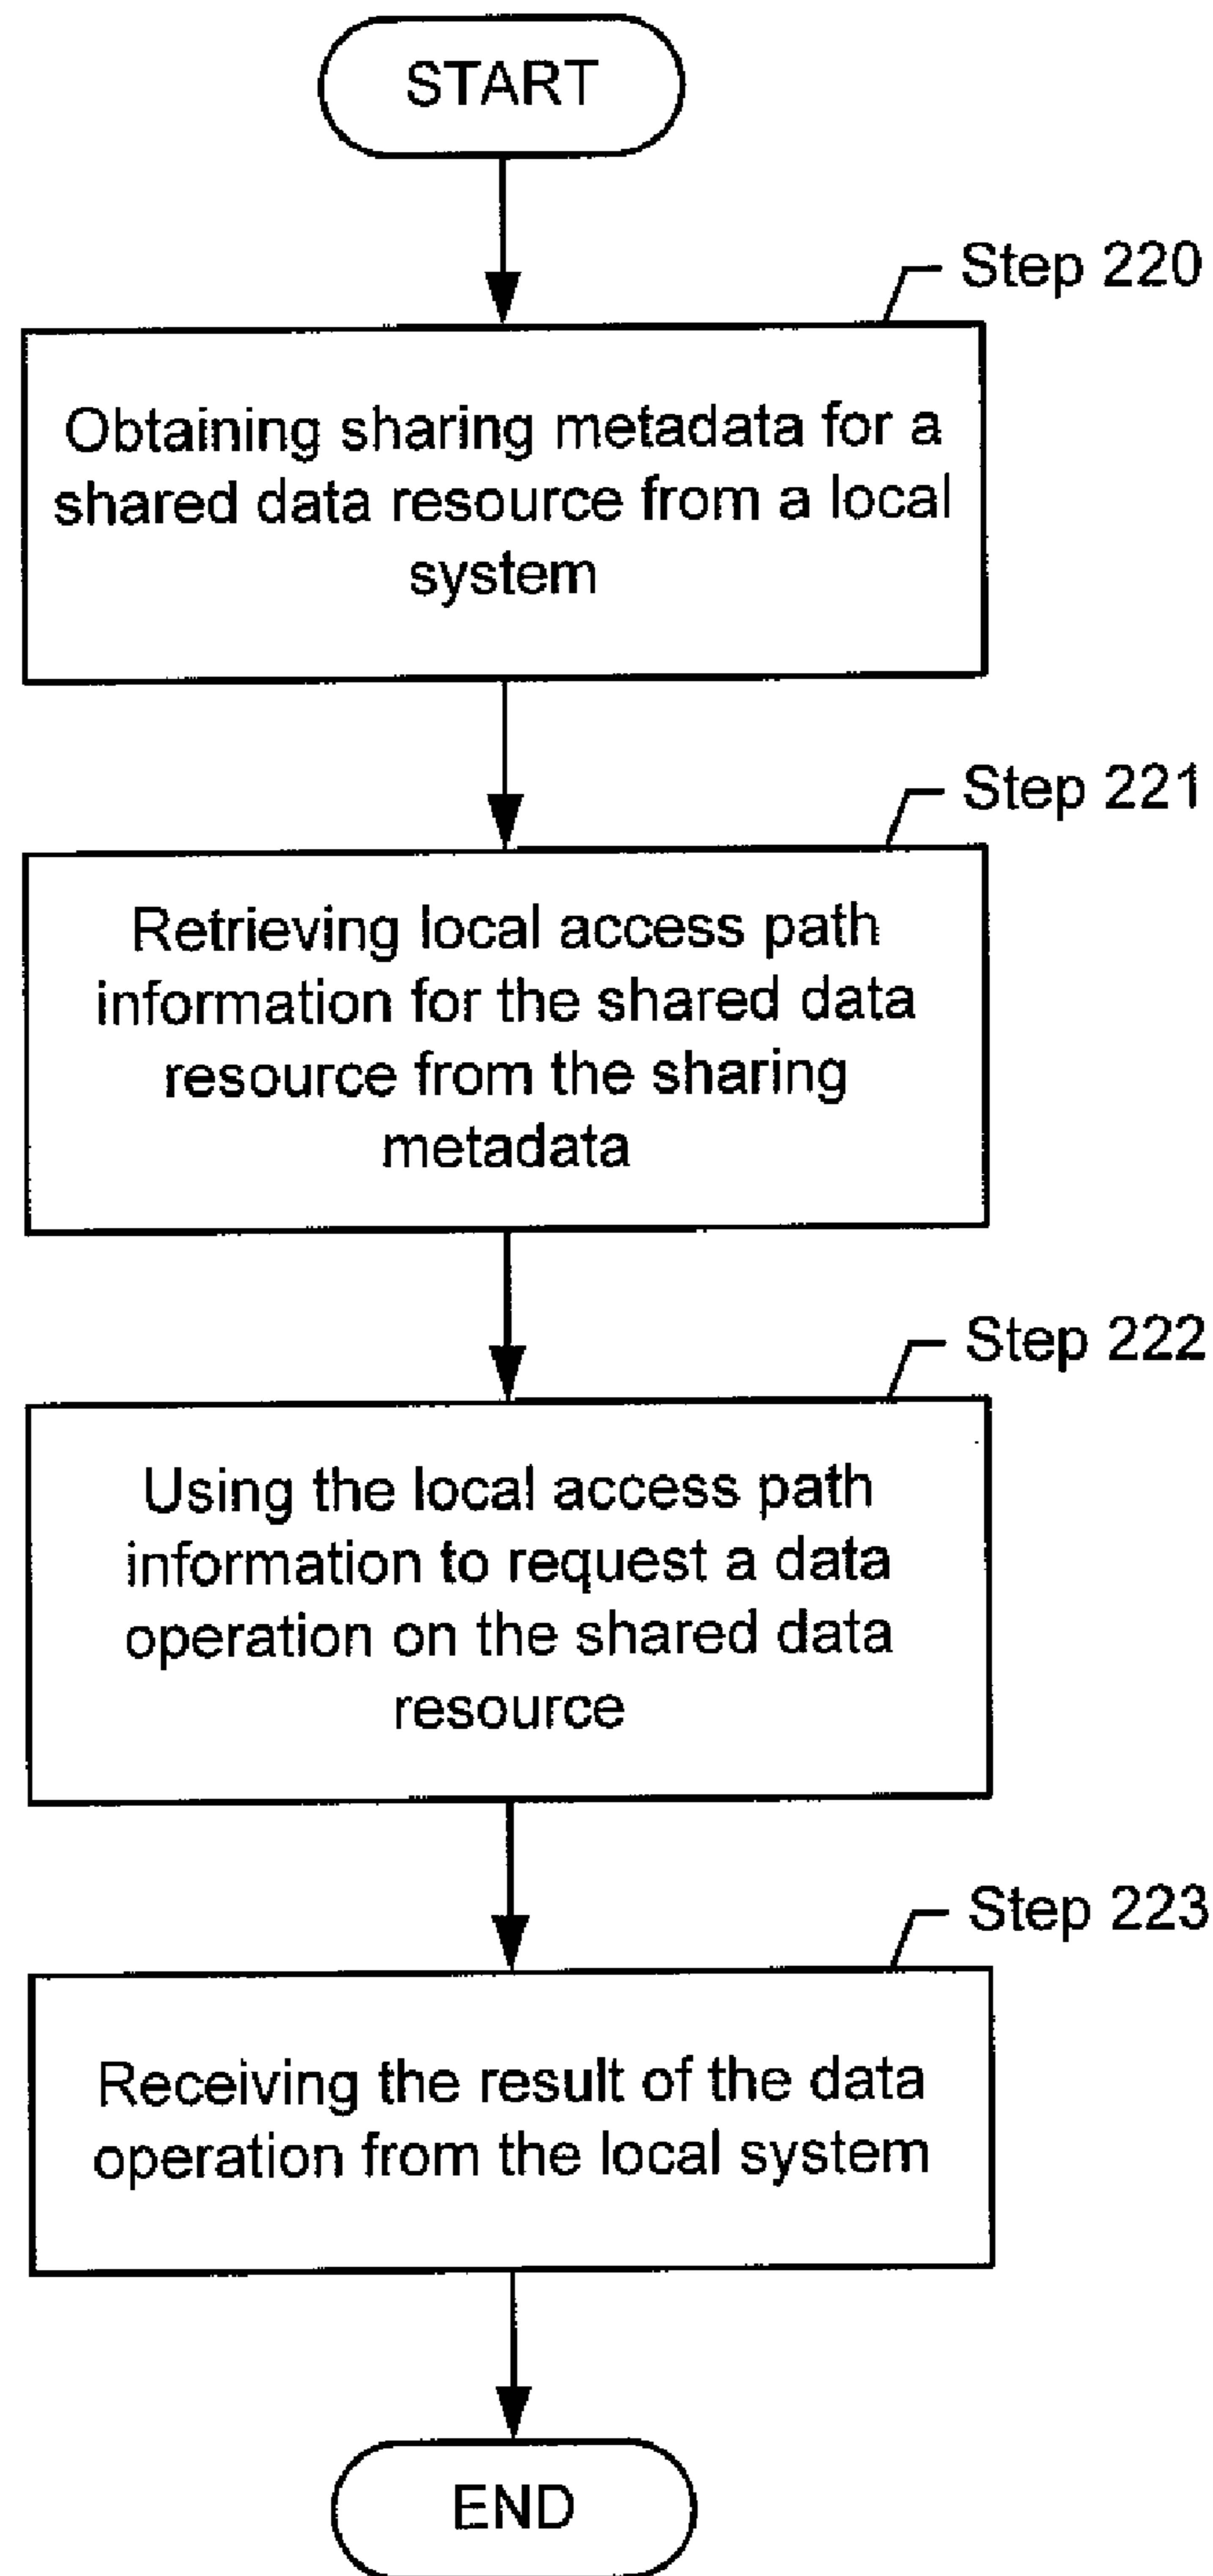 START
Step 220
Obtaining sharing metadata for a
shared data resource from a local
system
Step 221
Retrieving local access path
information for the shared data
resource from the sharing
metadata
Step 222
Using the local access path
information to request a data
operation on the shared data
resource
Step 223
Receiving the result of the data
operation from the local system
END